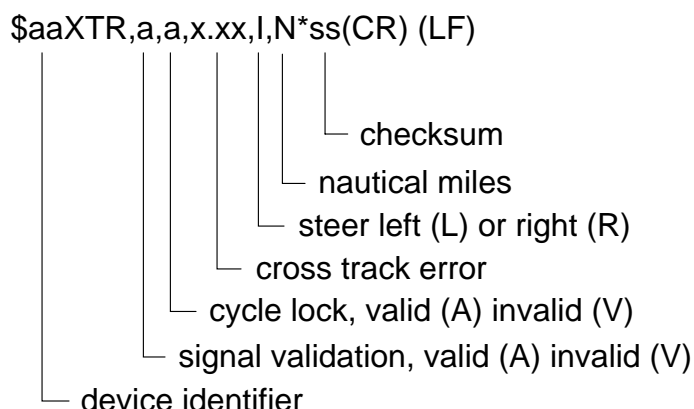 $aaXTR,a,a,x.xx,I,N*ss(CR) (LF)
checksum
nautical miles
steer left (L) or right (R)
cross track error
cycle lock, valid (A) invalid (V)
signal validation, valid (A) invalid (V)
device identifier